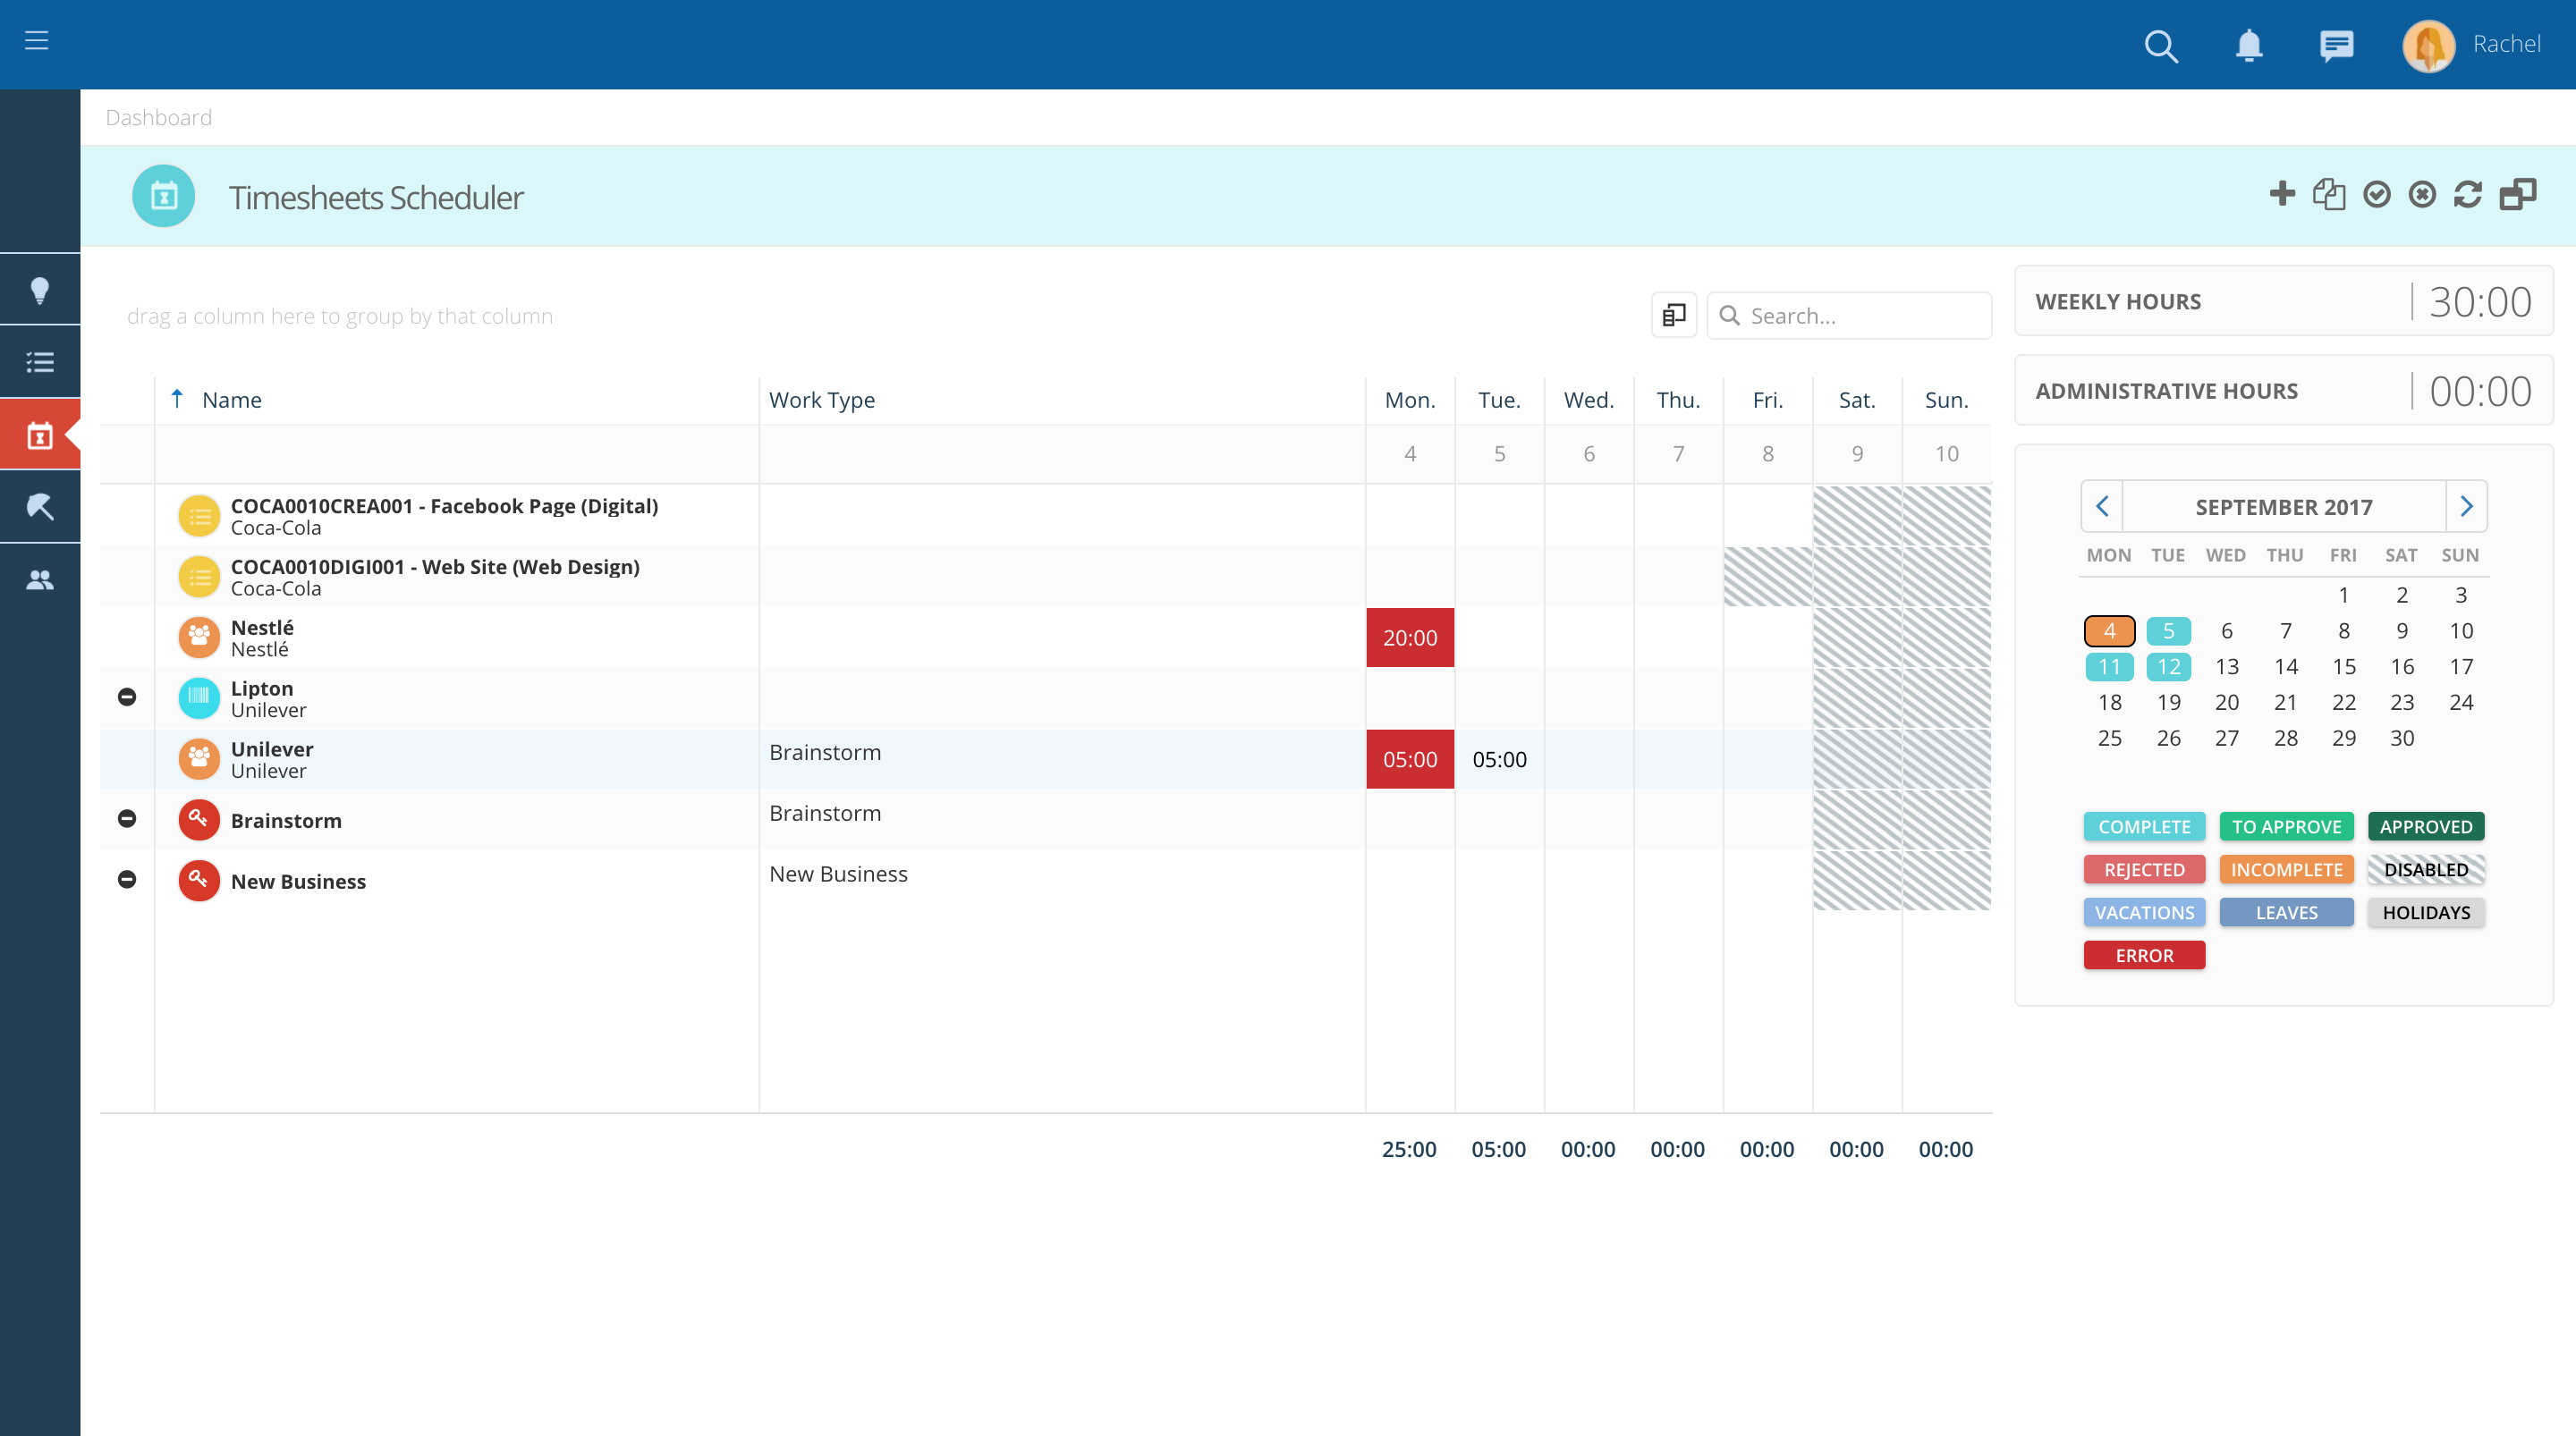 Rachel
Dashboard
Timesheets Scheduler
drag a column here to group by that column
Search...
Name Work Type Mon. Tue. Wed. Thu. Fri. Sat. Sun.
4 5 6 7 8 9 10
COCA0010CREA001 - Facebook Page (Digital)
Coca-Cola
COCA0010DIGI001 - Web Site (Web Design)
Coca-Cola
Nestlé
Nestlé
20:00
Lipton
Unilever
Unilever
Unilever
Brainstorm
05:00 05:00
Brainstorm
Brainstorm
New Business
New Business
25:00 05:00 00:00 00:00 00:00 00:00 00:00
WEEKLY HOURS 30:00
ADMINISTRATIVE HOURS 00:00
SEPTEMBER 2017
MON TUE WED THU FRI SAT SUN
1 2 3
4 5 6 7 8 9 10
11 12 13 14 15 16 17
18 19 20 21 22 23 24
25 26 27 28 29 30
COMPLETE TO APPROVE APPROVED
REJECTED INCOMPLETE DISABLED
VACATIONS LEAVES HOLIDAYS
ERROR